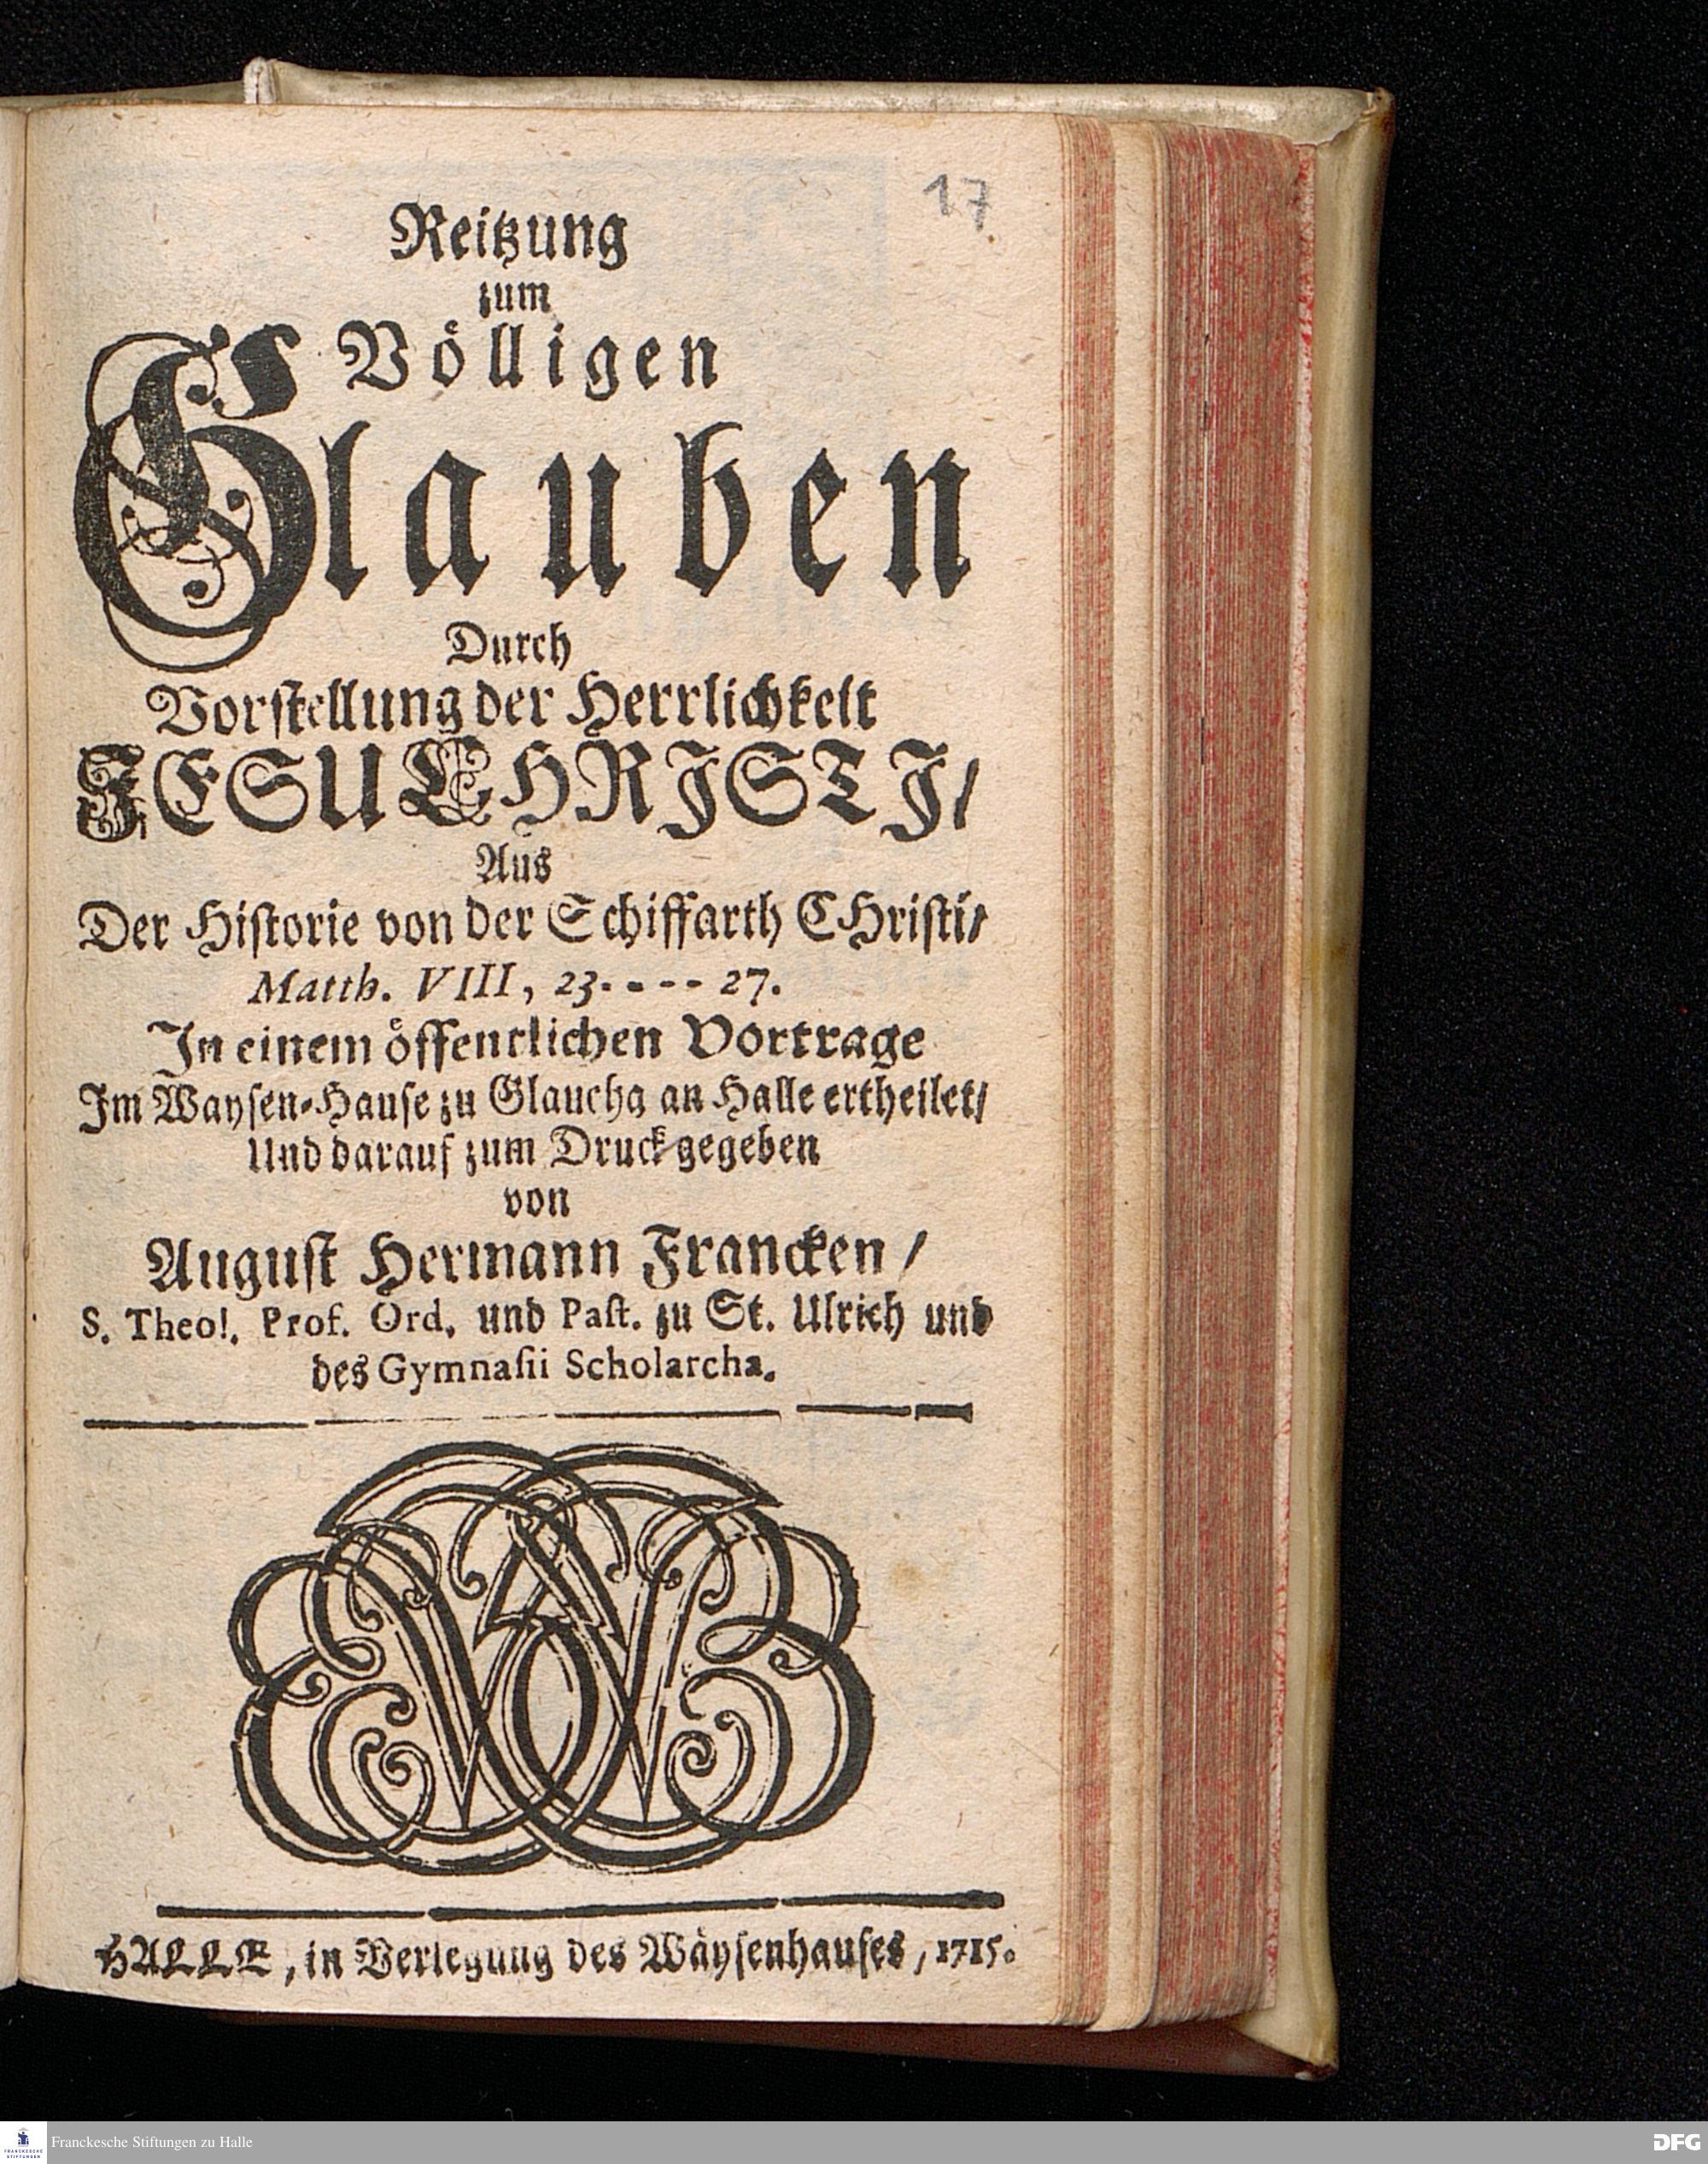 17
Reitzung
zum
Völligen
Glauben
Durch
Vorstellung der Herrlichkeit
JESU CHRISTI/
Aus
Der Historie von der Schiffarth CHristi/
Matth. VIII, 23. - - - 27.
In einem öffentlichen Vortrage
Im Waysen-Hause zu Glaucha an Halle ertheilet/
Und darauf zum Druck gegeben
von
August Hermann Francken/
S. Theol. Prof. Ord. und Past. zu St. Ulrich und
des Gymnasii Scholarcha.
HALLE, in Verlegung des Wäysenhauses, 1715.
FRANCKESCHE
STIFTUNGEN
Franckesche Stiftungen zu Halle
DFG